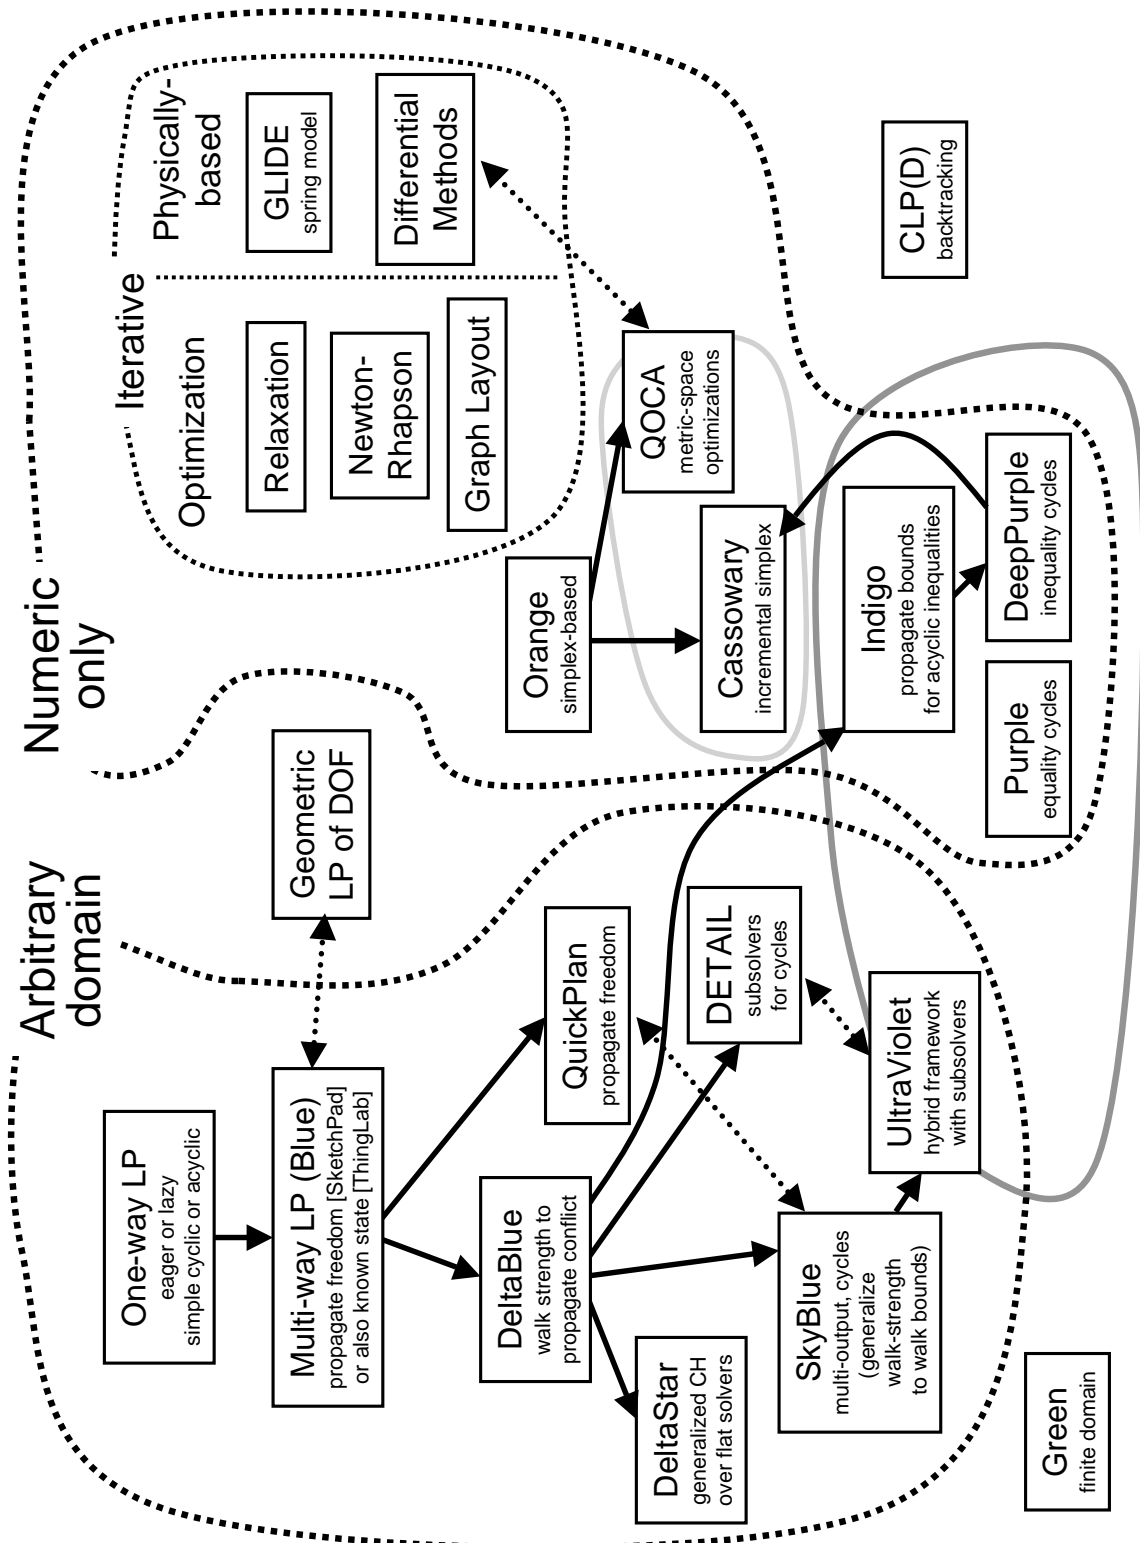 Arbitrary
domain
Numeric
only
One-way LP
eager or lazy
simple cyclic or acyclic
Multi-way LP (Blue)
propagate freedom [SketchPad]
or also known state [ThingLab]
Geometric
LP of DOF
DeltaBlue
walk strength to
propagate conflict
QuickPlan
propagate freedom
DeltaStar
generalized CH
over flat solvers
DETAIL
subsolvers
for cycles
SkyBlue
multi-output, cycles
(generalize
walk-strength
to walk bounds)
UltraViolet
hybrid framework
with subsolvers
Green
finite domain
Iterative
Optimization
Relaxation
Newton-
Rhapson
Graph Layout
Physically-
based
GLIDE
spring model
Differential
Methods
Orange
simplex-based
QOCA
metric-space
optimizations
Cassowary
incremental simplex
Indigo
propagate bounds
for acyclic inequalities
Purple
equality cycles
DeepPurple
inequality cycles
CLP(D)
backtracking